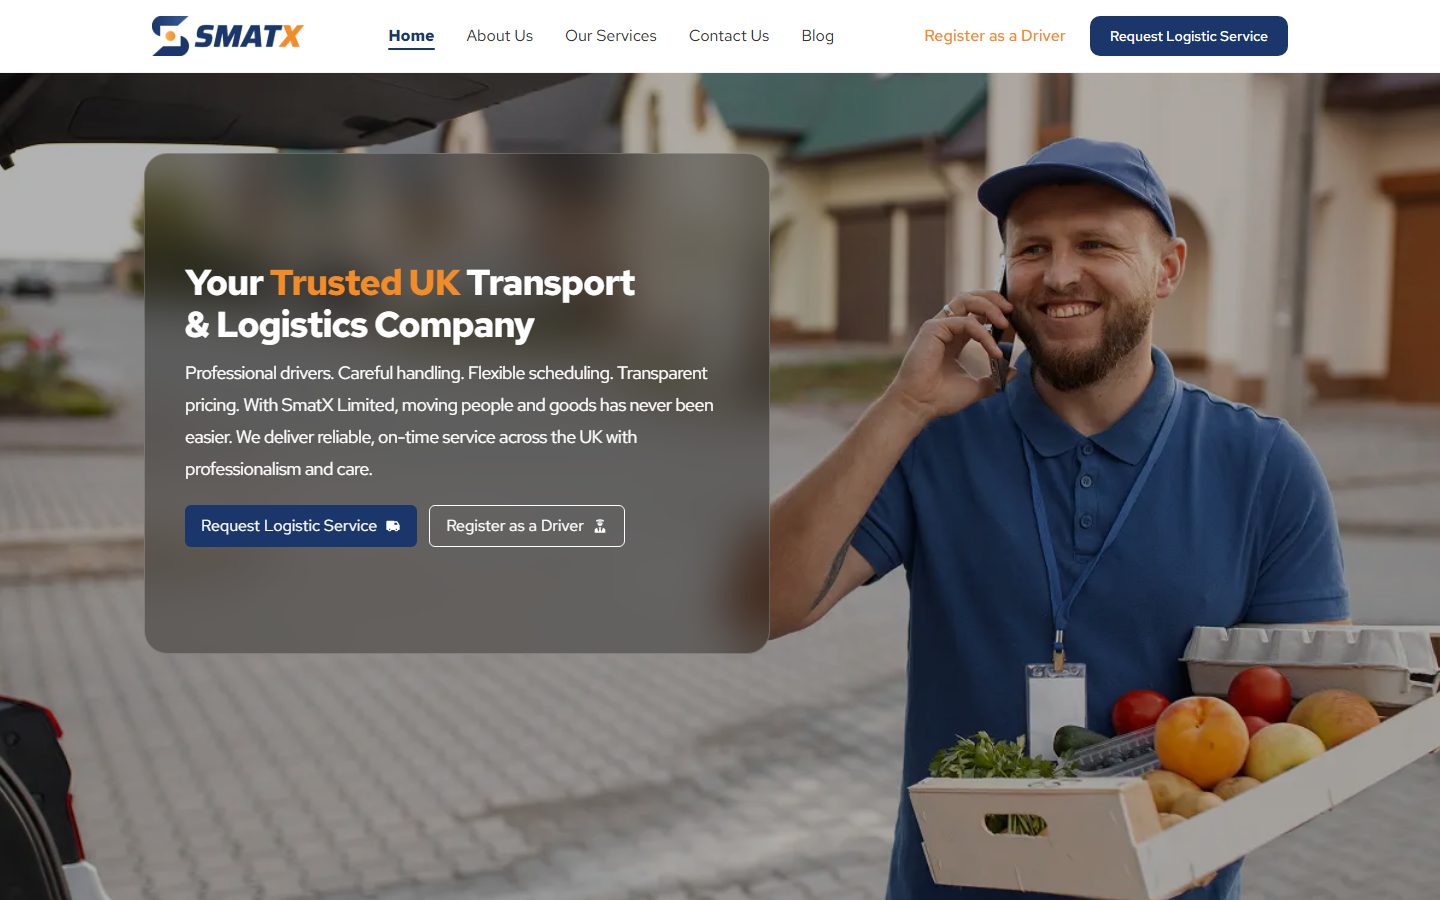 SMATX
Home
About Us
Our Services
Contact Us
Blog
Register as a Driver
Request Logistic Service
Your Trusted UK Transport
& Logistics Company
Professional drivers. Careful handling. Flexible scheduling. Transparent
pricing. With SmatX Limited, moving people and goods has never been
easier. We deliver reliable, on-time service across the UK with
professionalism and care.
Request Logistic Service
Register as a Driver